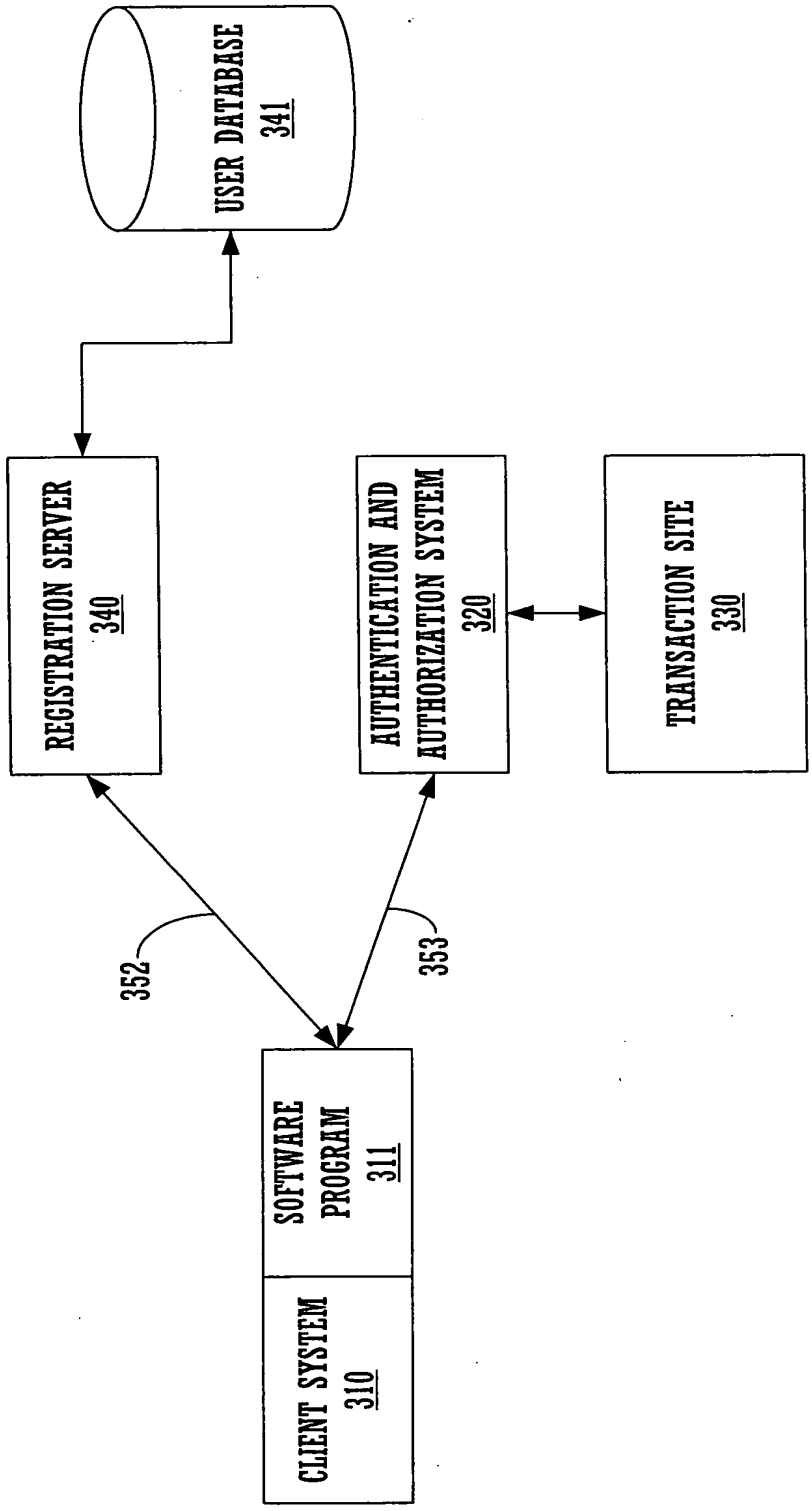 USER DATABASE
341
REGISTRATION SERVER
340
AUTHENTICATION AND
AUTHORIZATION SYSTEM
320
TRANSACTION SITE
330
352
353
SOFTWARE
PROGRAM
311
CLIENT SYSTEM
310